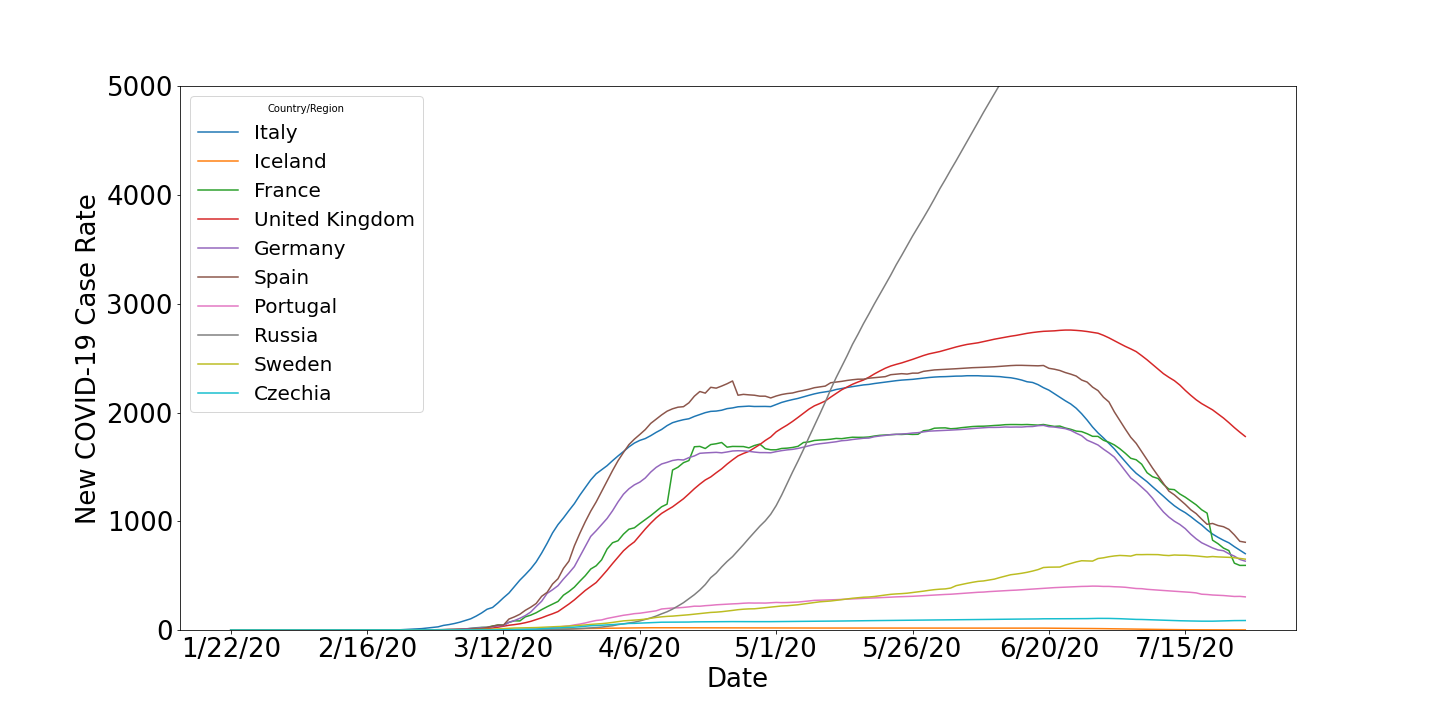 5000
4000
3000
2000
1000
0
New COVID-19 Case Rate
Country/Region
Italy
Iceland
France
United Kingdom
Germany
Spain
Portugal
Russia
Sweden
Czechia
1/22/20 2/16/20 3/12/20 4/6/20 5/1/20 5/26/20 6/20/20 7/15/20
Date